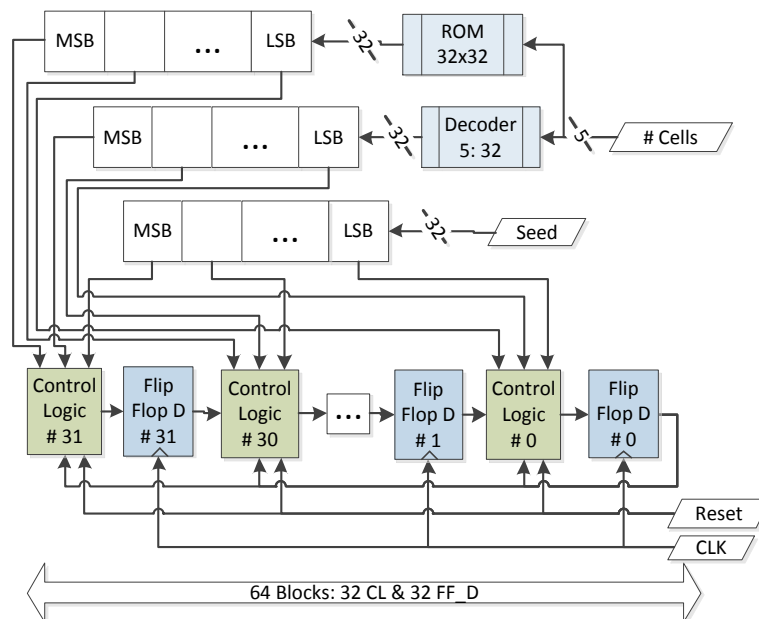 MSB ... LSB 32 ROM
32x32
MSB ... LSB 32 Decoder
5: 32
5 # Cells
MSB ... LSB 32 Seed
Control
Logic
# 31
Flip
Flop D
# 31
Control
Logic
# 30
...
Flip
Flop D
# 1
Control
Logic
# 0
Flip
Flop D
# 0
Reset
CLK
64 Blocks: 32 CL & 32 FF_D